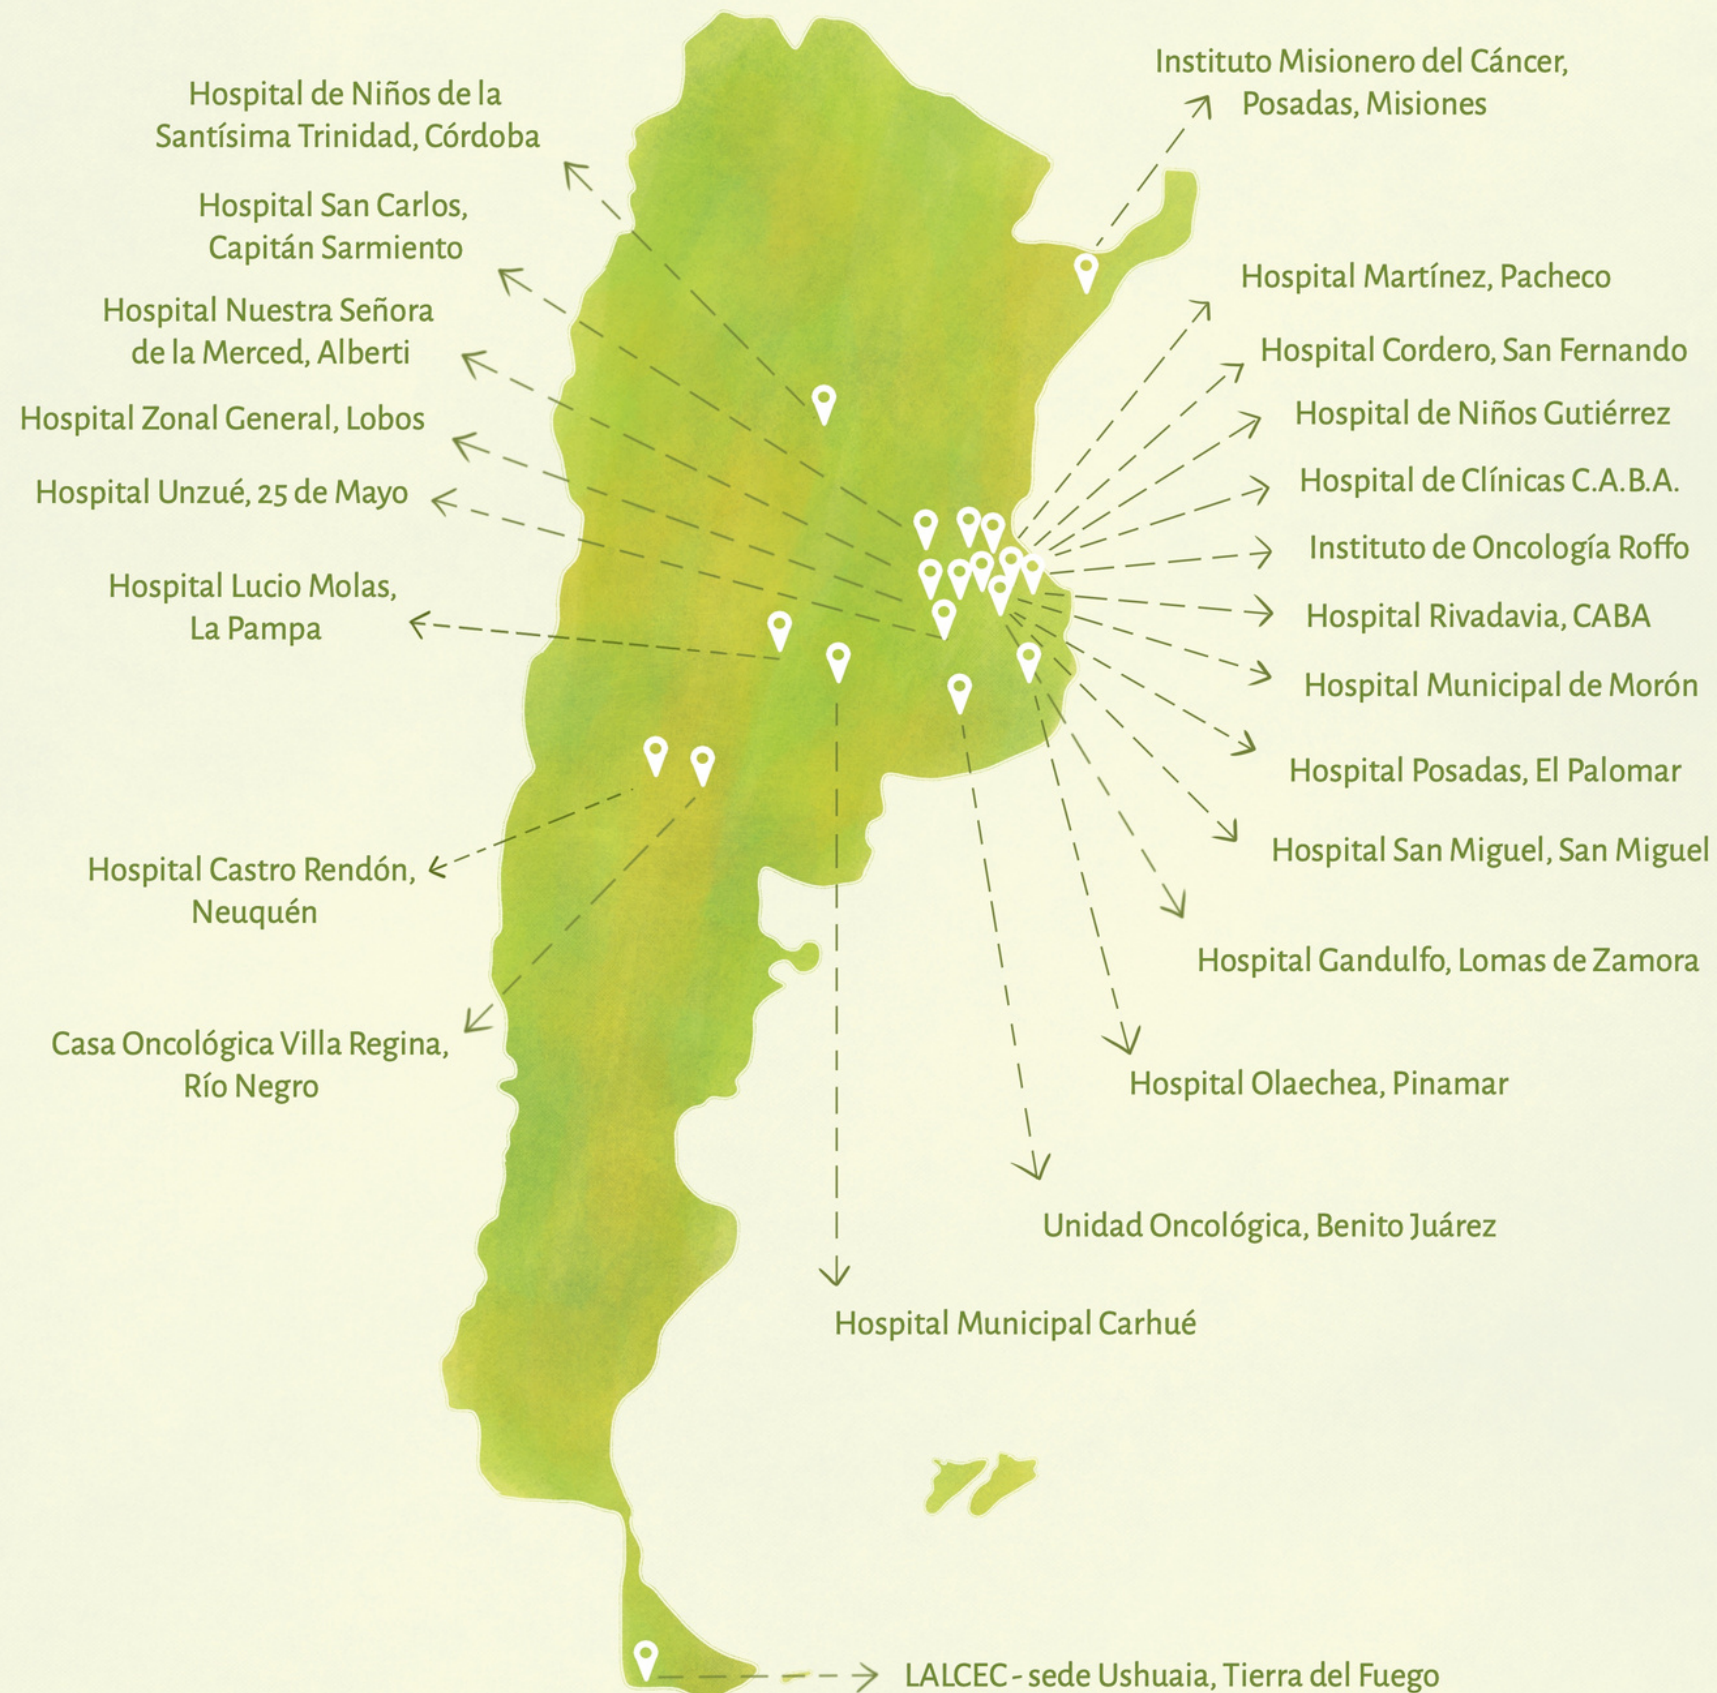 Hospital de Niños de la
Santísima Trinidad, Córdoba
Hospital San Carlos,
Capitán Sarmiento
Hospital Nuestra Señora
de la Merced, Alberti
Hospital Zonal General, Lobos
Hospital Unzué, 25 de Mayo
Hospital Lucio Molas,
La Pampa
Hospital Castro Rendón,
Neuquén
Casa Oncológica Villa Regina,
Río Negro
Instituto Misionero del Cáncer,
Posadas, Misiones
Hospital Martínez, Pacheco
Hospital Cordero, San Fernando
Hospital de Niños Gutiérrez
Hospital de Clínicas C.A.B.A.
Instituto de Oncología Roffo
Hospital Rivadavia, CABA
Hospital Municipal de Morón
Hospital Posadas, El Palomar
Hospital San Miguel, San Miguel
Hospital Gandulfo, Lomas de Zamora
Hospital Olaechea, Pinamar
Unidad Oncológica, Benito Juárez
Hospital Municipal Carhué
LALCEC - sede Ushuaia, Tierra del Fuego